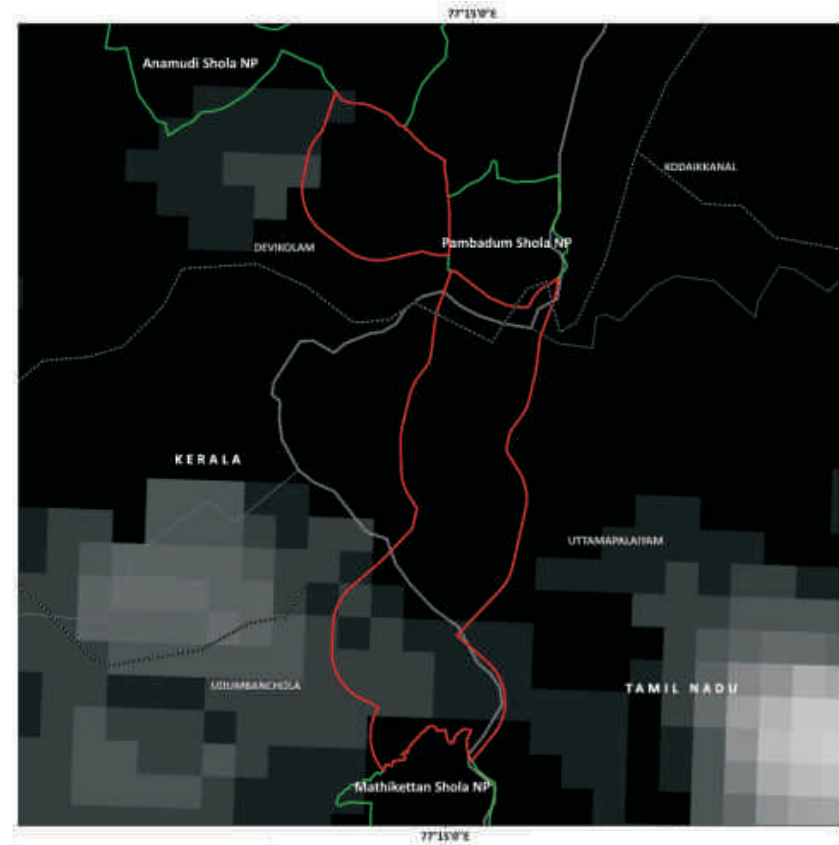 77°15'0"E
Anamudi Shola NP
KODAIKKANAL
Pambadum Shola NP
DEVIKOLAM
KERALA
UTTAMAPALAIYAM
UDUMBANCHOLA
TAMIL NADU
Mathikettan Shola NP
77°15'0"E